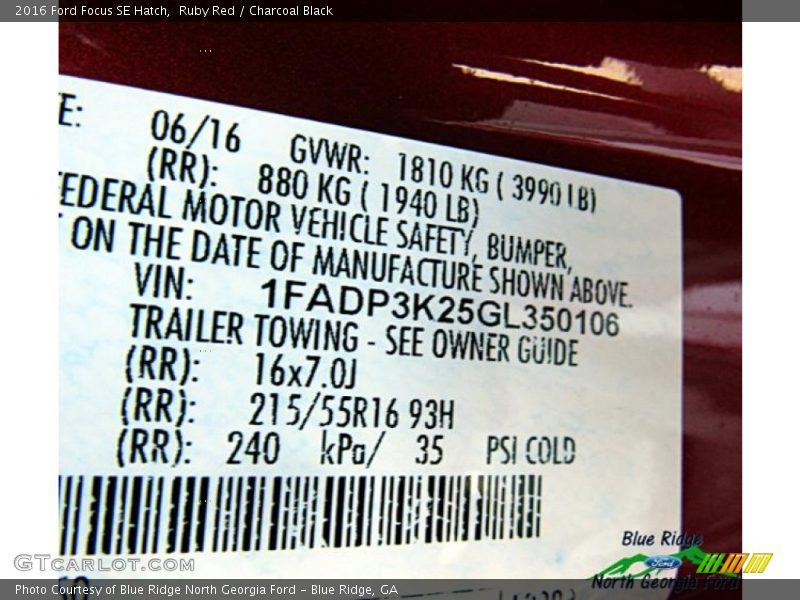 2016 Ford Focus SE Hatch,  Ruby Red / Charcoal Black
E:
06/16 GVWR: 1810 KG ( 3990 LB)
(RR): 880 KG ( 1940 LB)
FEDERAL MOTOR VEHICLE SAFETY, BUMPER,
ON THE DATE OF MANUFACTURE SHOWN ABOVE.
VIN: 1FADP3K25GL350106
TRAILER TOWING - SEE OWNER GUIDE
(RR): 16x7.0J
(RR): 215/55R16 93H
(RR): 240 kPa/ 35 PSI COLD
Blue Ridge
Ford
North Georgia Ford
GTCARLOT.COM
Photo Courtesy of Blue Ridge North Georgia Ford – Blue Ridge, GA